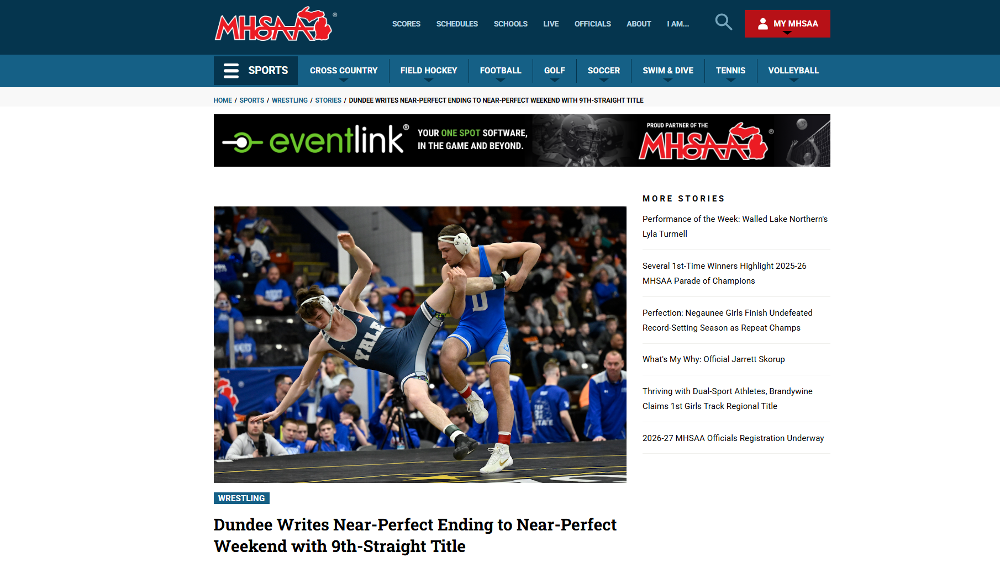 MHSAA®
SCORES
SCHEDULES
SCHOOLS
LIVE
OFFICIALS
ABOUT
I AM...
MY MHSAA
SPORTS
CROSS COUNTRY
FIELD HOCKEY
FOOTBALL
GOLF
SOCCER
SWIM & DIVE
TENNIS
VOLLEYBALL
HOME / SPORTS / WRESTLING / STORIES / DUNDEE WRITES NEAR-PERFECT ENDING TO NEAR-PERFECT WEEKEND WITH 9TH-STRAIGHT TITLE
eventlink®
YOUR ONE SPOT SOFTWARE,
IN THE GAME AND BEYOND.
PROUD PARTNER OF THE
MHSAA®
YALE
D
STATE
WRESTLING
Dundee Writes Near-Perfect Ending to Near-Perfect
Weekend with 9th-Straight Title
MORE STORIES
Performance of the Week: Walled Lake Northern's
Lyla Turmell
Several 1st-Time Winners Highlight 2025-26
MHSAA Parade of Champions
Perfection: Negaunee Girls Finish Undefeated
Record-Setting Season as Repeat Champs
What's My Why: Official Jarrett Skorup
Thriving with Dual-Sport Athletes, Brandywine
Claims 1st Girls Track Regional Title
2026-27 MHSAA Officials Registration Underway